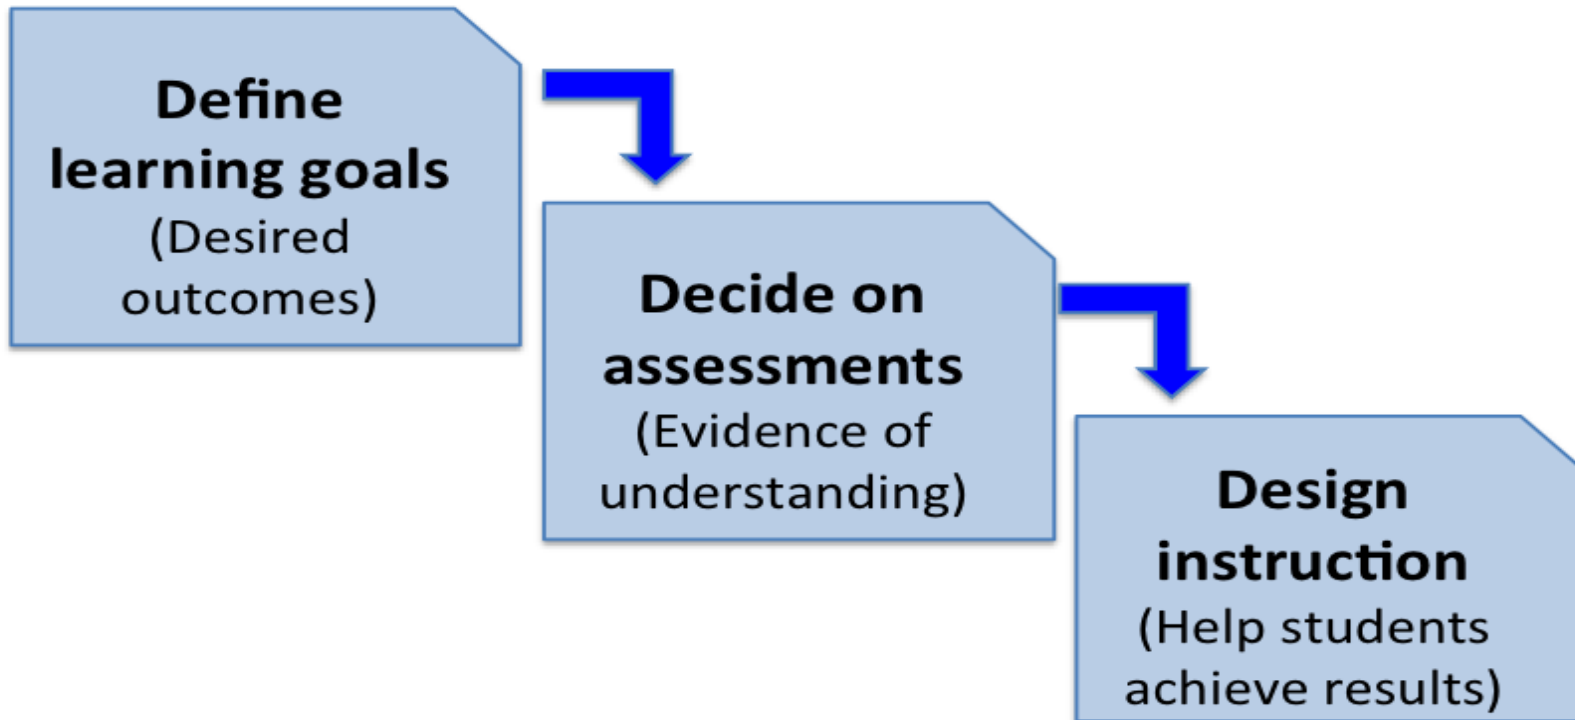 Define
learning goals
(Desired
outcomes)
Decide on
assessments
(Evidence of
understanding)
Design
instruction
(Help students
achieve results)